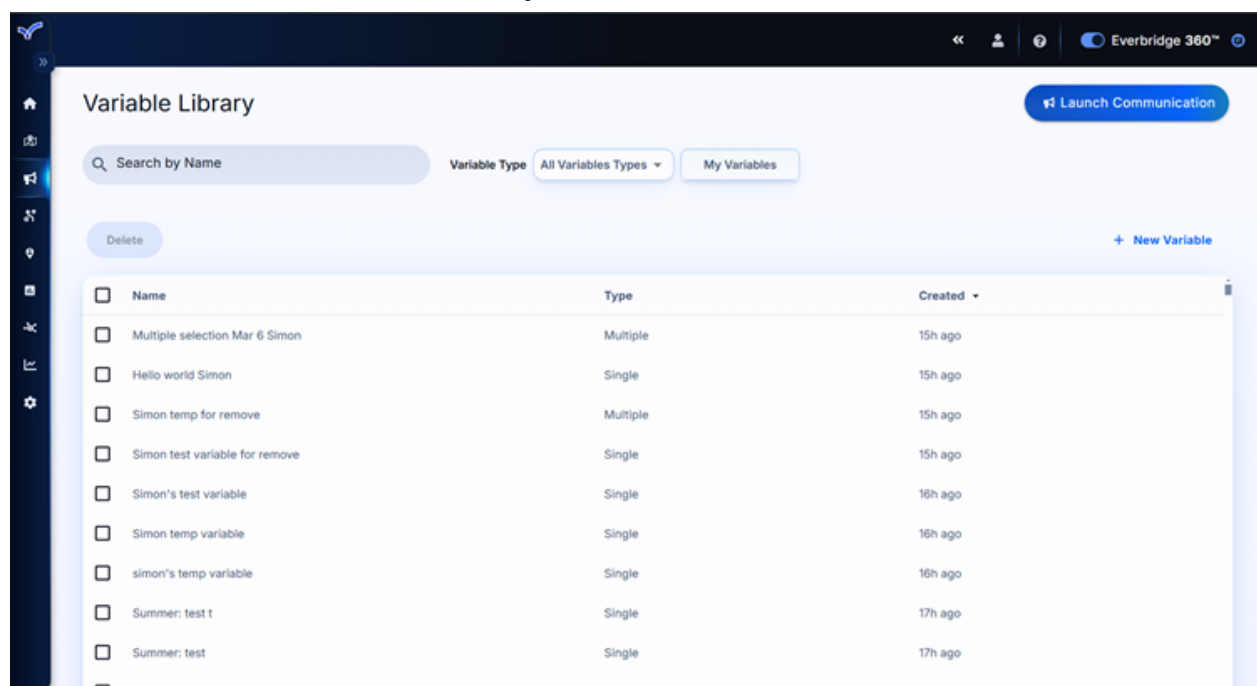 Everbridge 360™
Variable Library
Launch Communication
Search by Name
Variable Type All Variables Types My Variables
Delete
+ New Variable
Name Type Created
Multiple selection Mar 6 Simon Multiple 15h ago
Hello world Simon Single 15h ago
Simon temp for remove Multiple 15h ago
Simon test variable for remove Single 15h ago
Simon's test variable Single 16h ago
Simon temp variable Single 16h ago
simon's temp variable Single 16h ago
Summer: test t Single 17h ago
Summer: test Single 17h ago